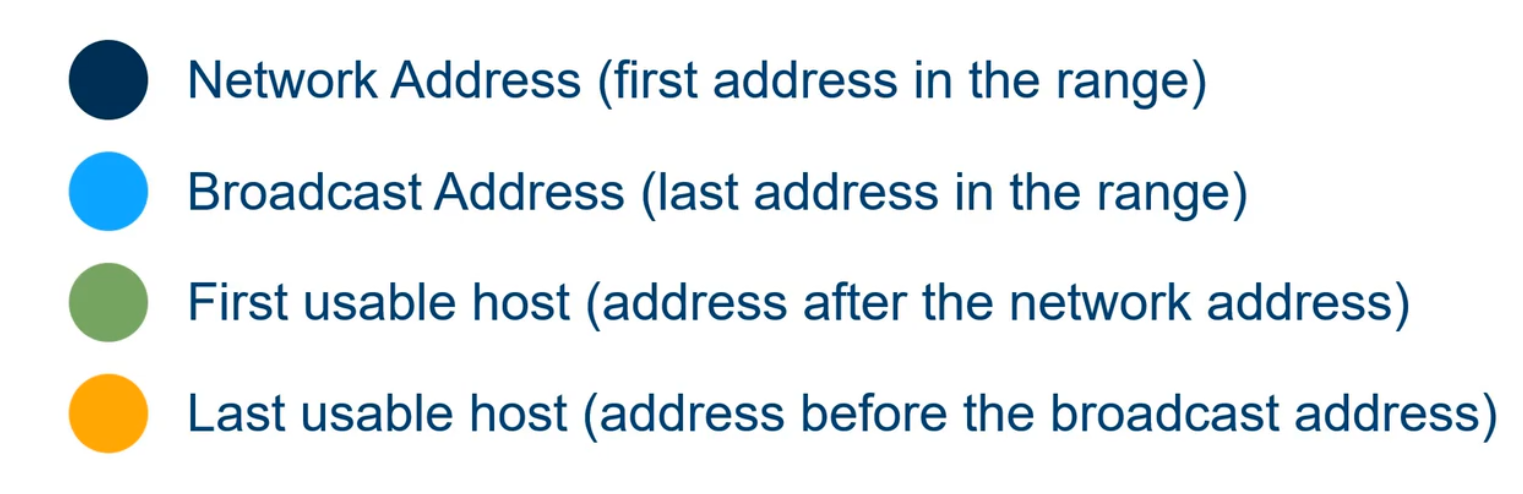 Network Address (first address in the range)
Broadcast Address (last address in the range)
First usable host (address after the network address)
Last usable host (address before the broadcast address)